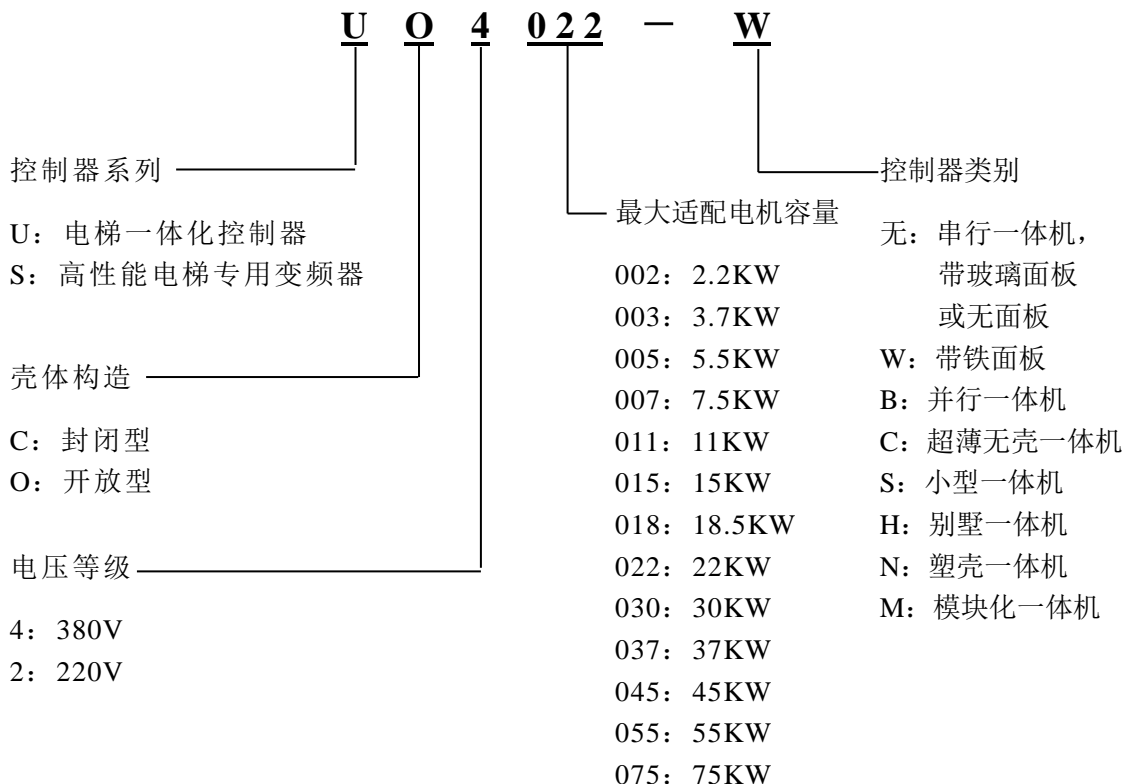 U O 4 022 － W
控制器系列
U：电梯一体化控制器
S：高性能电梯专用变频器
壳体构造
C：封闭型
O：开放型
电压等级
4：380V
2：220V
最大适配电机容量
002：2.2KW
003：3.7KW
005：5.5KW
007：7.5KW
011：11KW
015：15KW
018：18.5KW
022：22KW
030：30KW
037：37KW
045：45KW
055：55KW
075：75KW
控制器类别
无：串行一体机，
带玻璃面板
或无面板
W：带铁面板
B：并行一体机
C：超薄无壳一体机
S：小型一体机
H：别墅一体机
N：塑壳一体机
M：模块化一体机